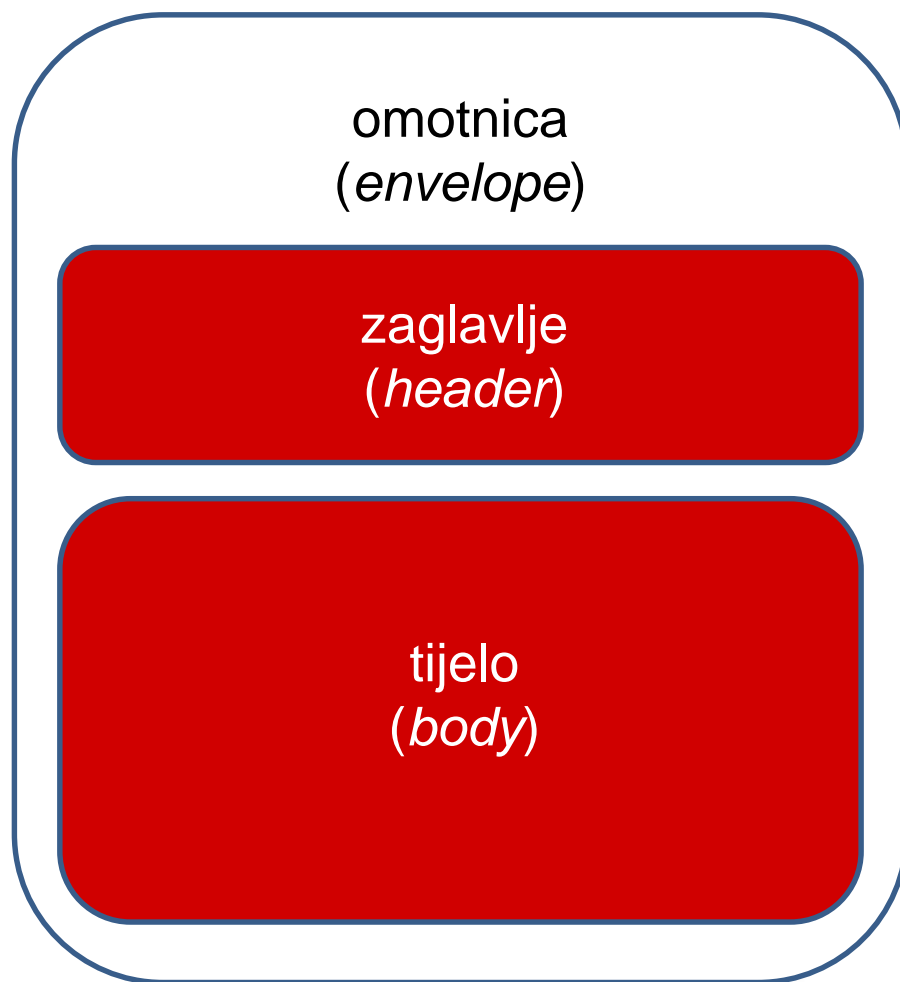 omotnica
(envelope)
zaglavlje
(header)
tijelo
(body)